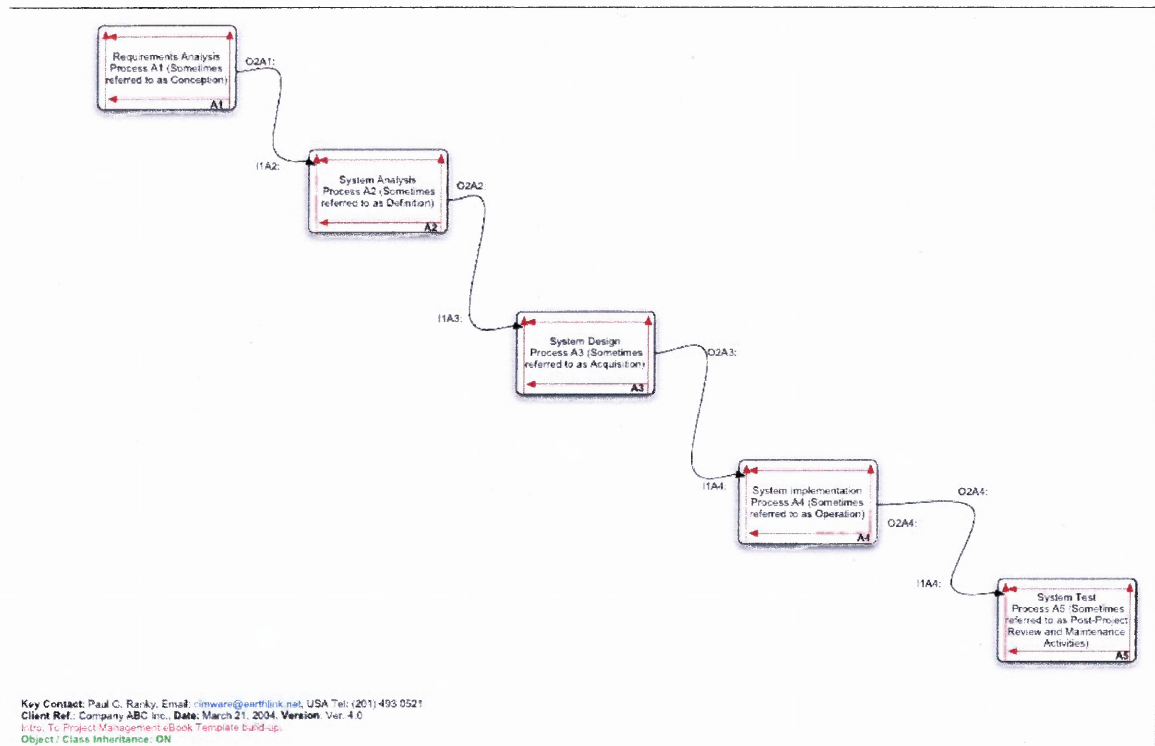 Requirements Analysis
Process A1 (Sometimes
referred to as Conception)
A1
O2A1:
I1A2:
System Analysis
Process A2 (Sometimes
referred to as Definition)
A2
O2A2:
I1A3:
System Design
Process A3 (Sometimes
referred to as Acquisition)
A3
O2A3:
I1A4:
System Implementation
Process A4 (Sometimes
referred to as Operation)
A4
O2A4:
O2A4:
I1A4:
System Test
Process A5 (Sometimes
referred to as Post-Project
Review and Maintenance
Activities)
A5
Key Contact: Paul G. Ranky, Email: cimware@earthlink.net, USA Tel: (201) 493 0521
Client Ref.: Company ABC Inc., Date: March 21, 2004, Version: Ver. 4.0
Intro. To Project Management eBook Template build-up.
Object / Class Inheritance: ON